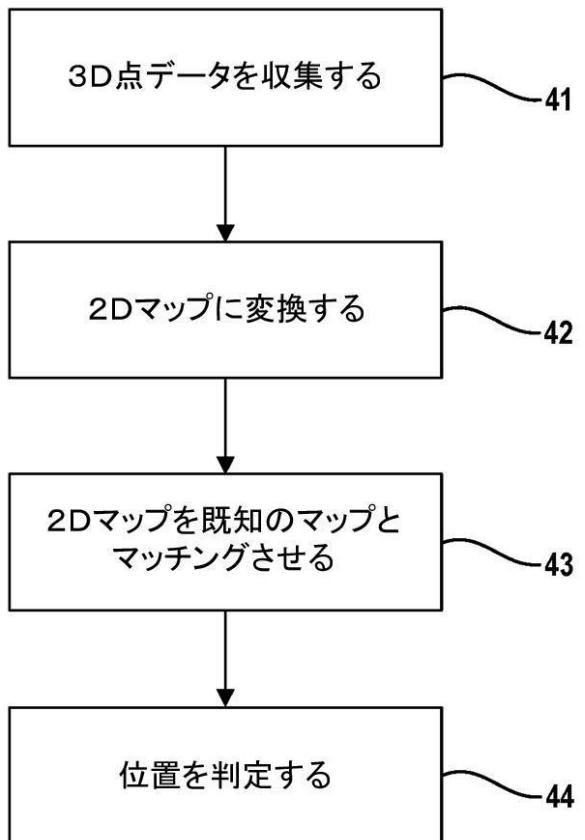 3D点データを収集する
41
2Dマップに変換する
42
2Dマップを既知のマップと
マッチングさせる
43
位置を判定する
44